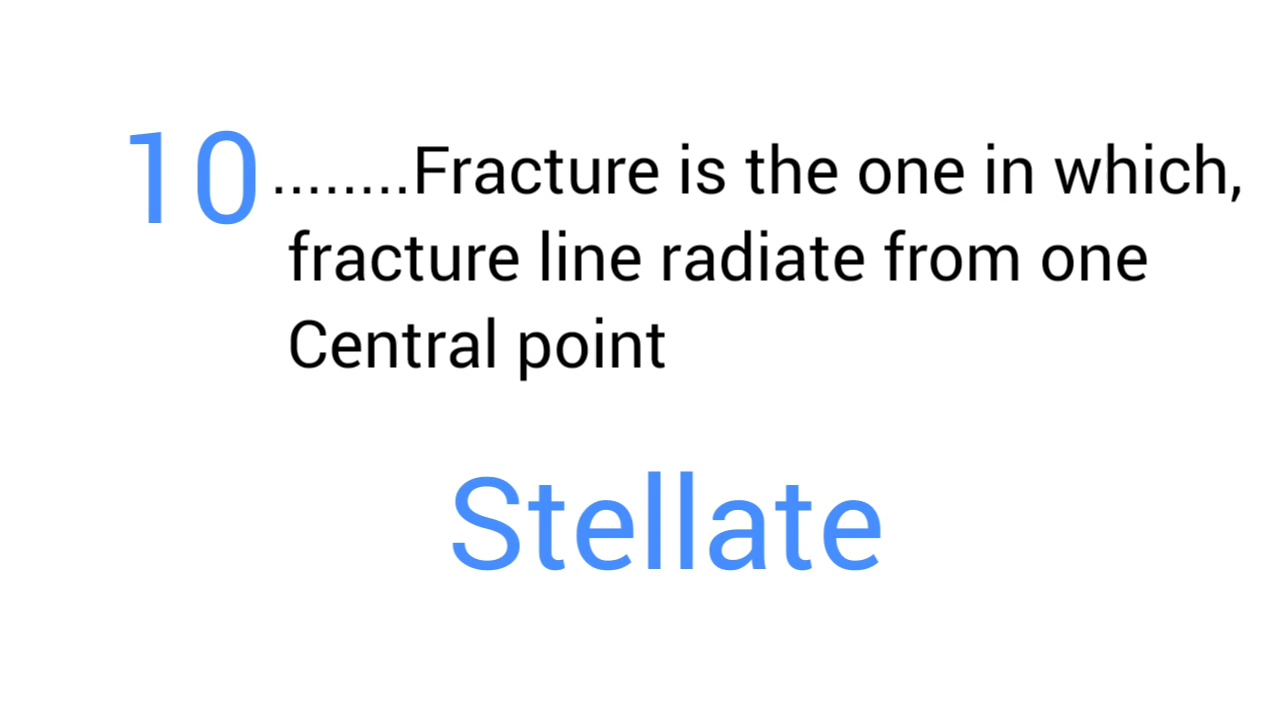 10 ........Fracture is the one in which,
fracture line radiate from one
Central point
Stellate